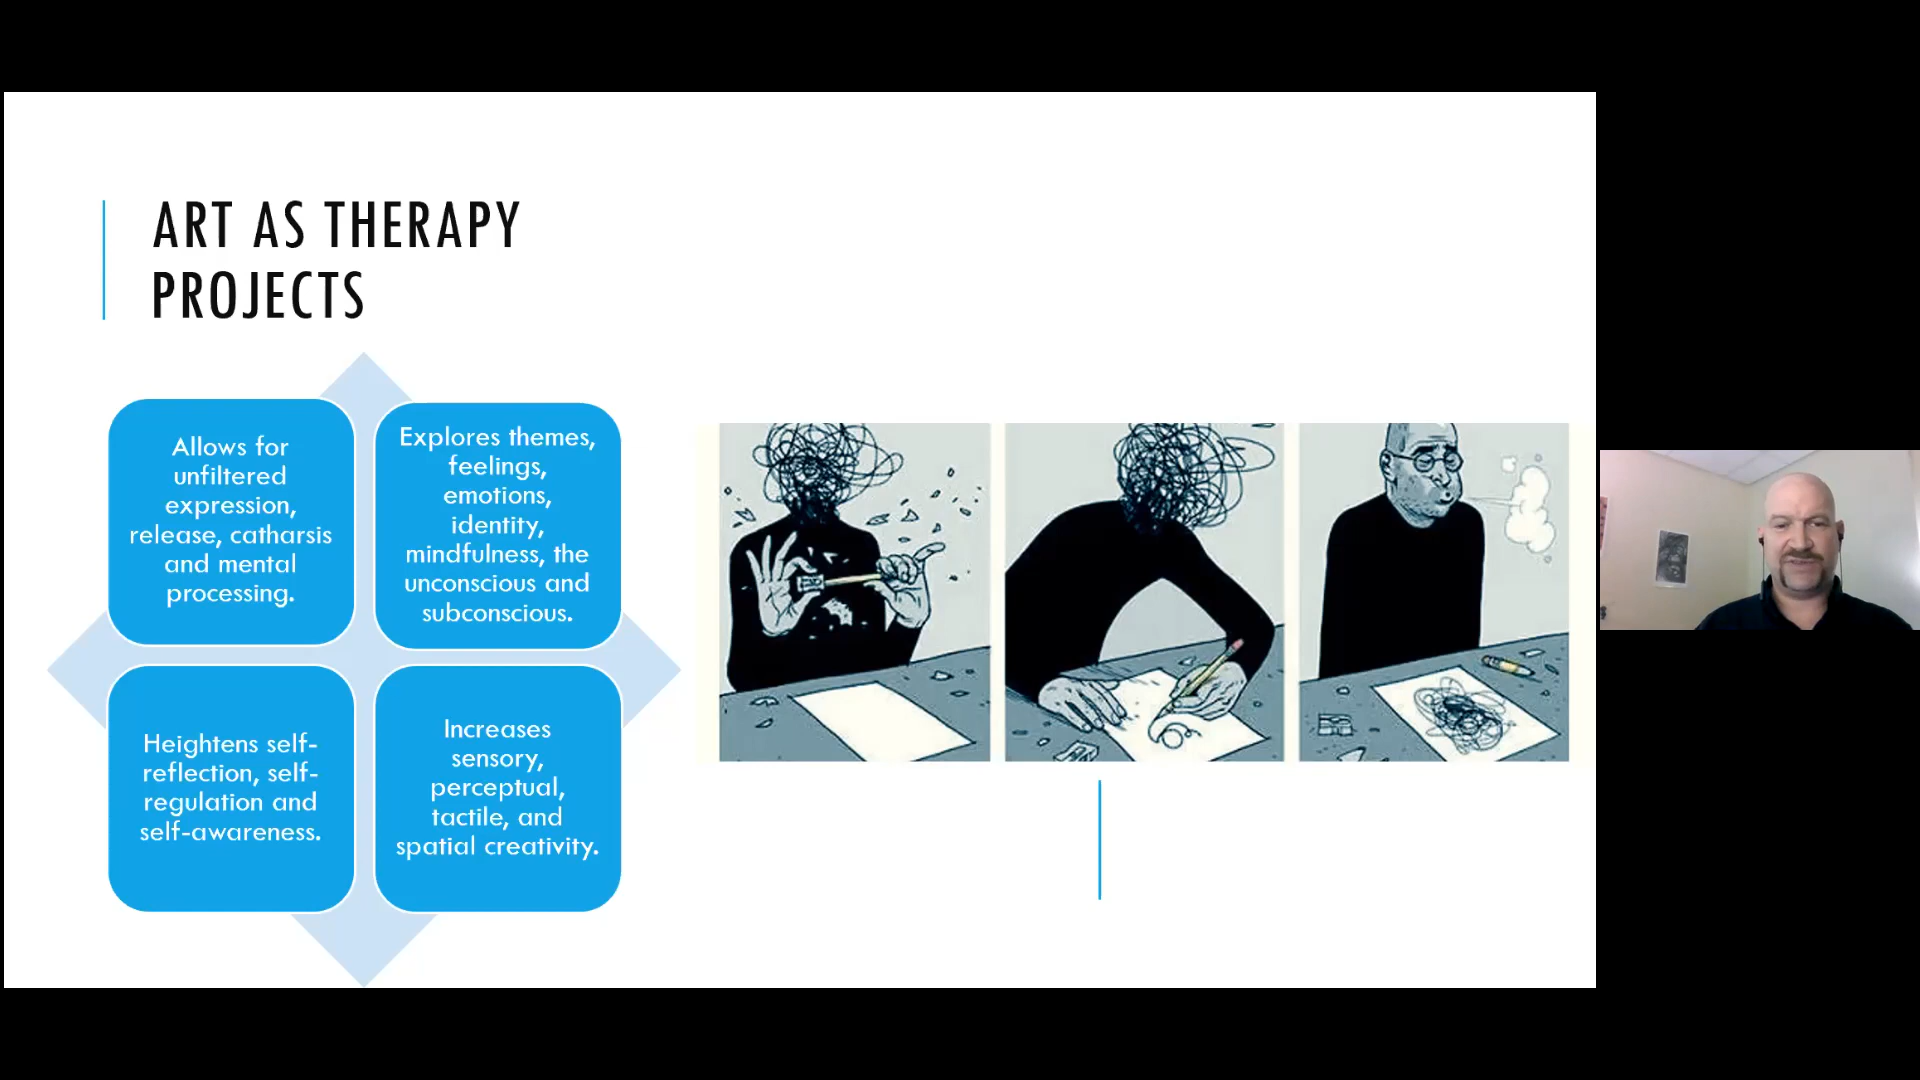 ART AS THERAPY
PROJECTS
Allows for
unfiltered
expression,
release, catharsis
and mental
processing.
Explores themes,
feelings,
emotions,
identity,
mindfulness, the
unconscious and
subconscious.
Heightens self-
reflection, self-
regulation and
self-awareness.
Increases
sensory,
perceptual,
tactile, and
spatial creativity.